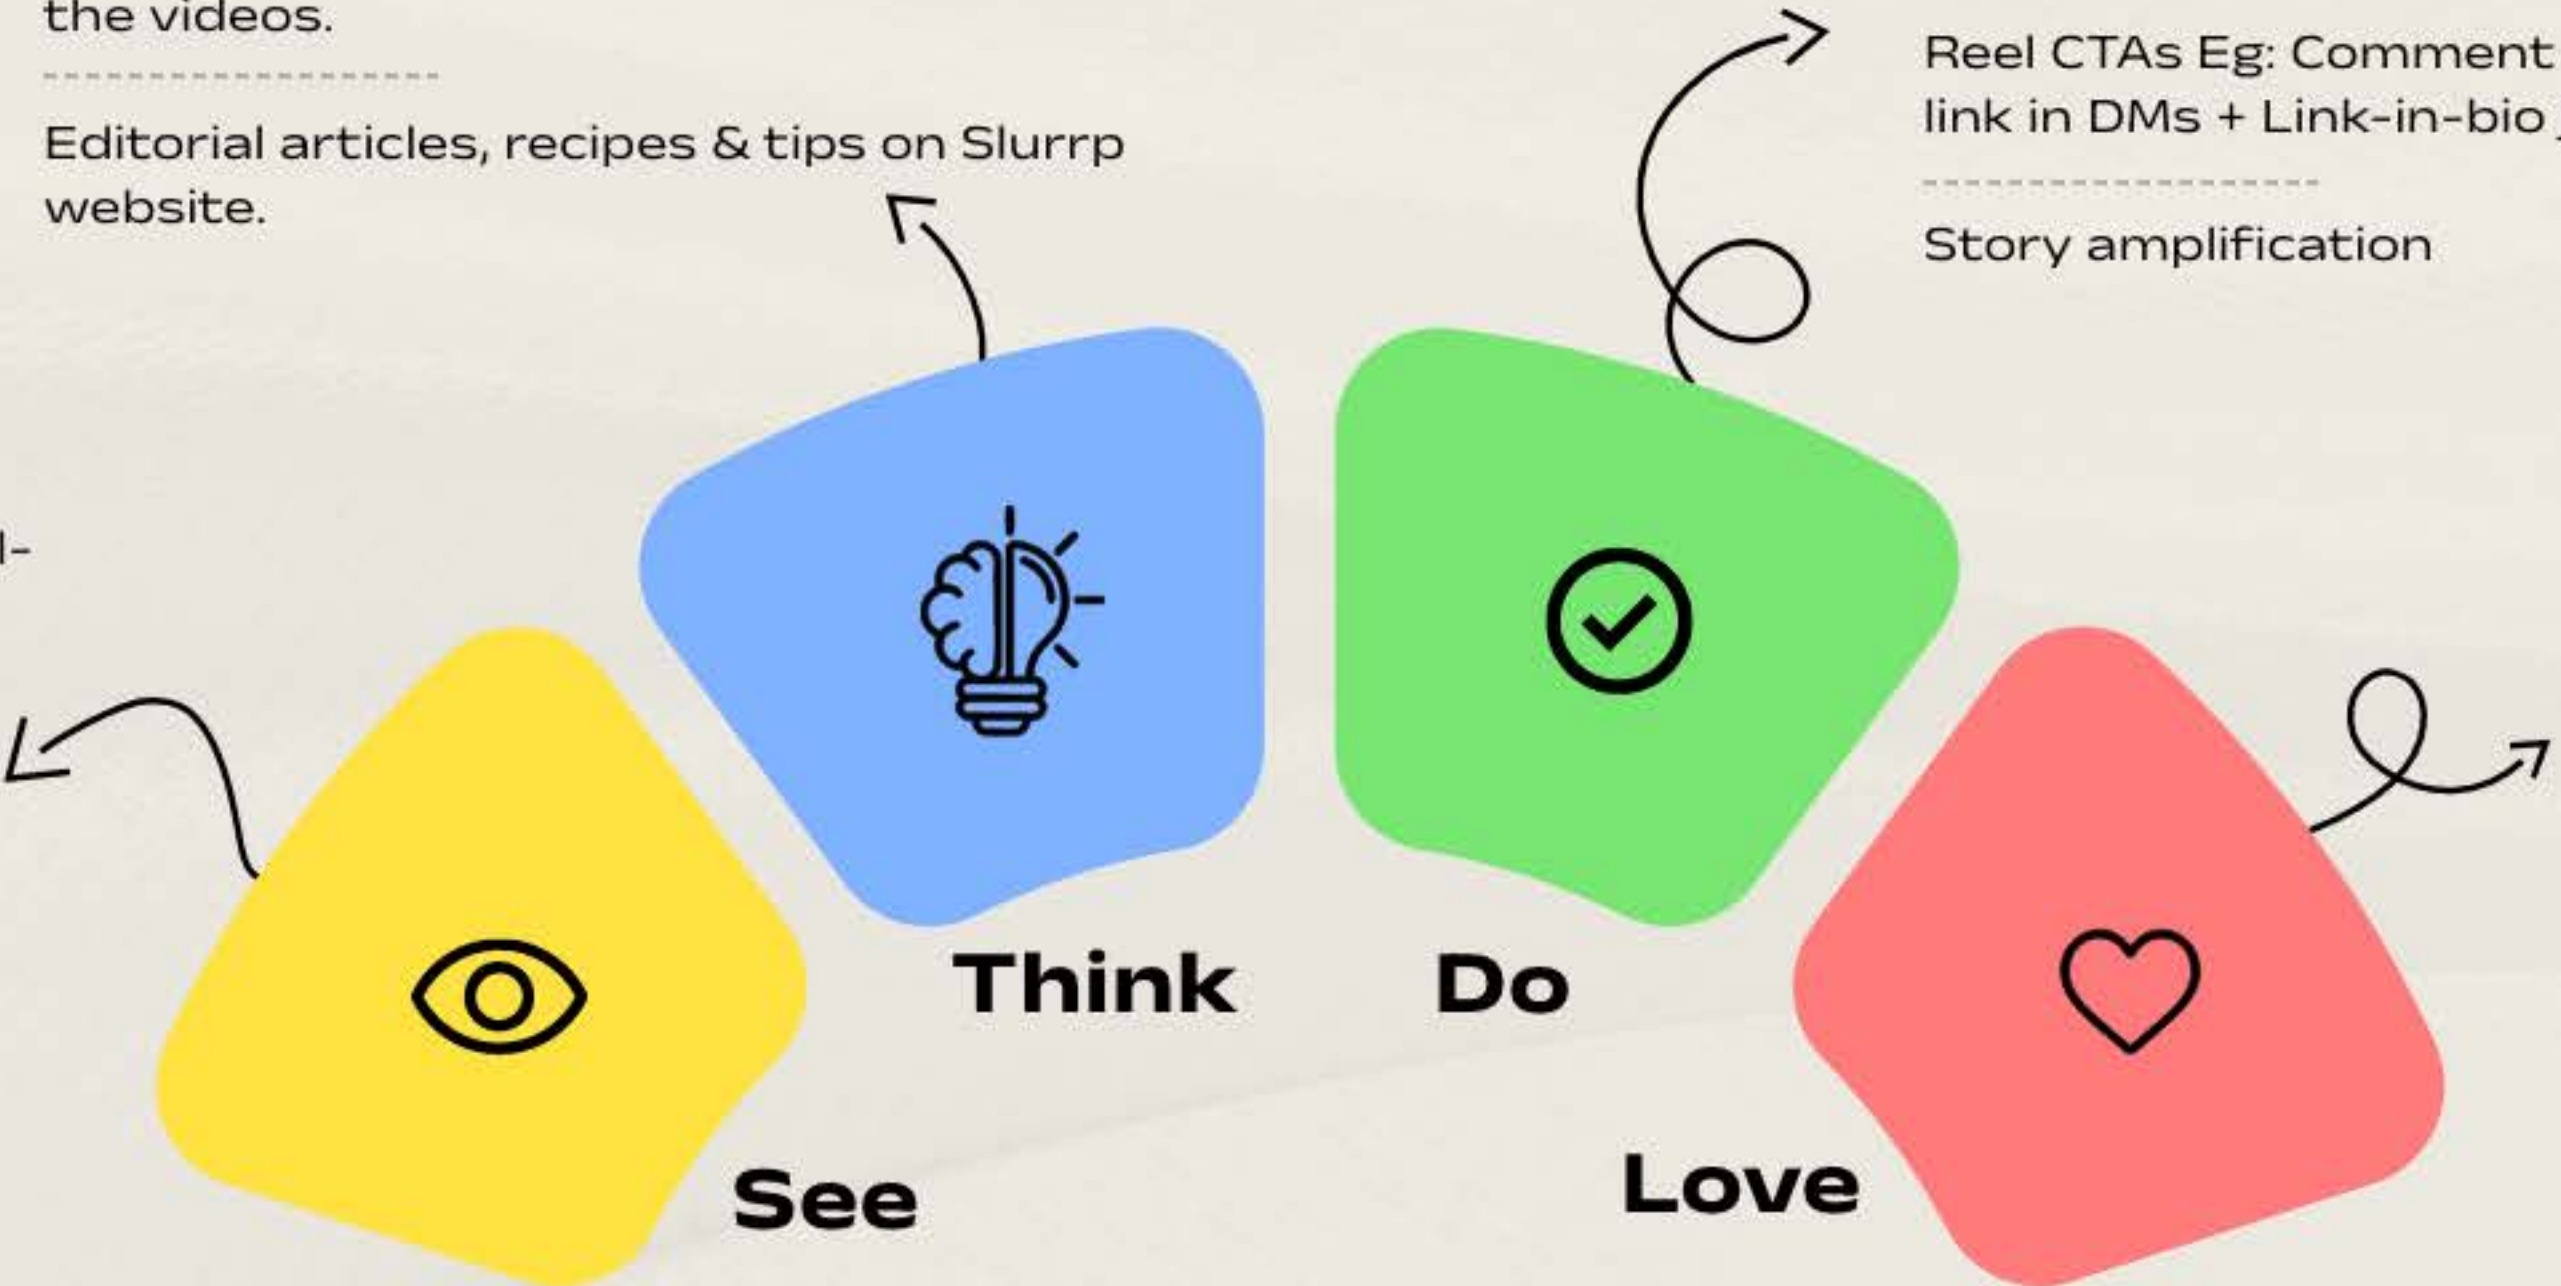 the videos.
Editorial articles, recipes & tips on Slurrp
website.
Reel CTAs Eg: Comment
link in DMs + Link-in-bio
Story amplification
Think
Do
See
Love